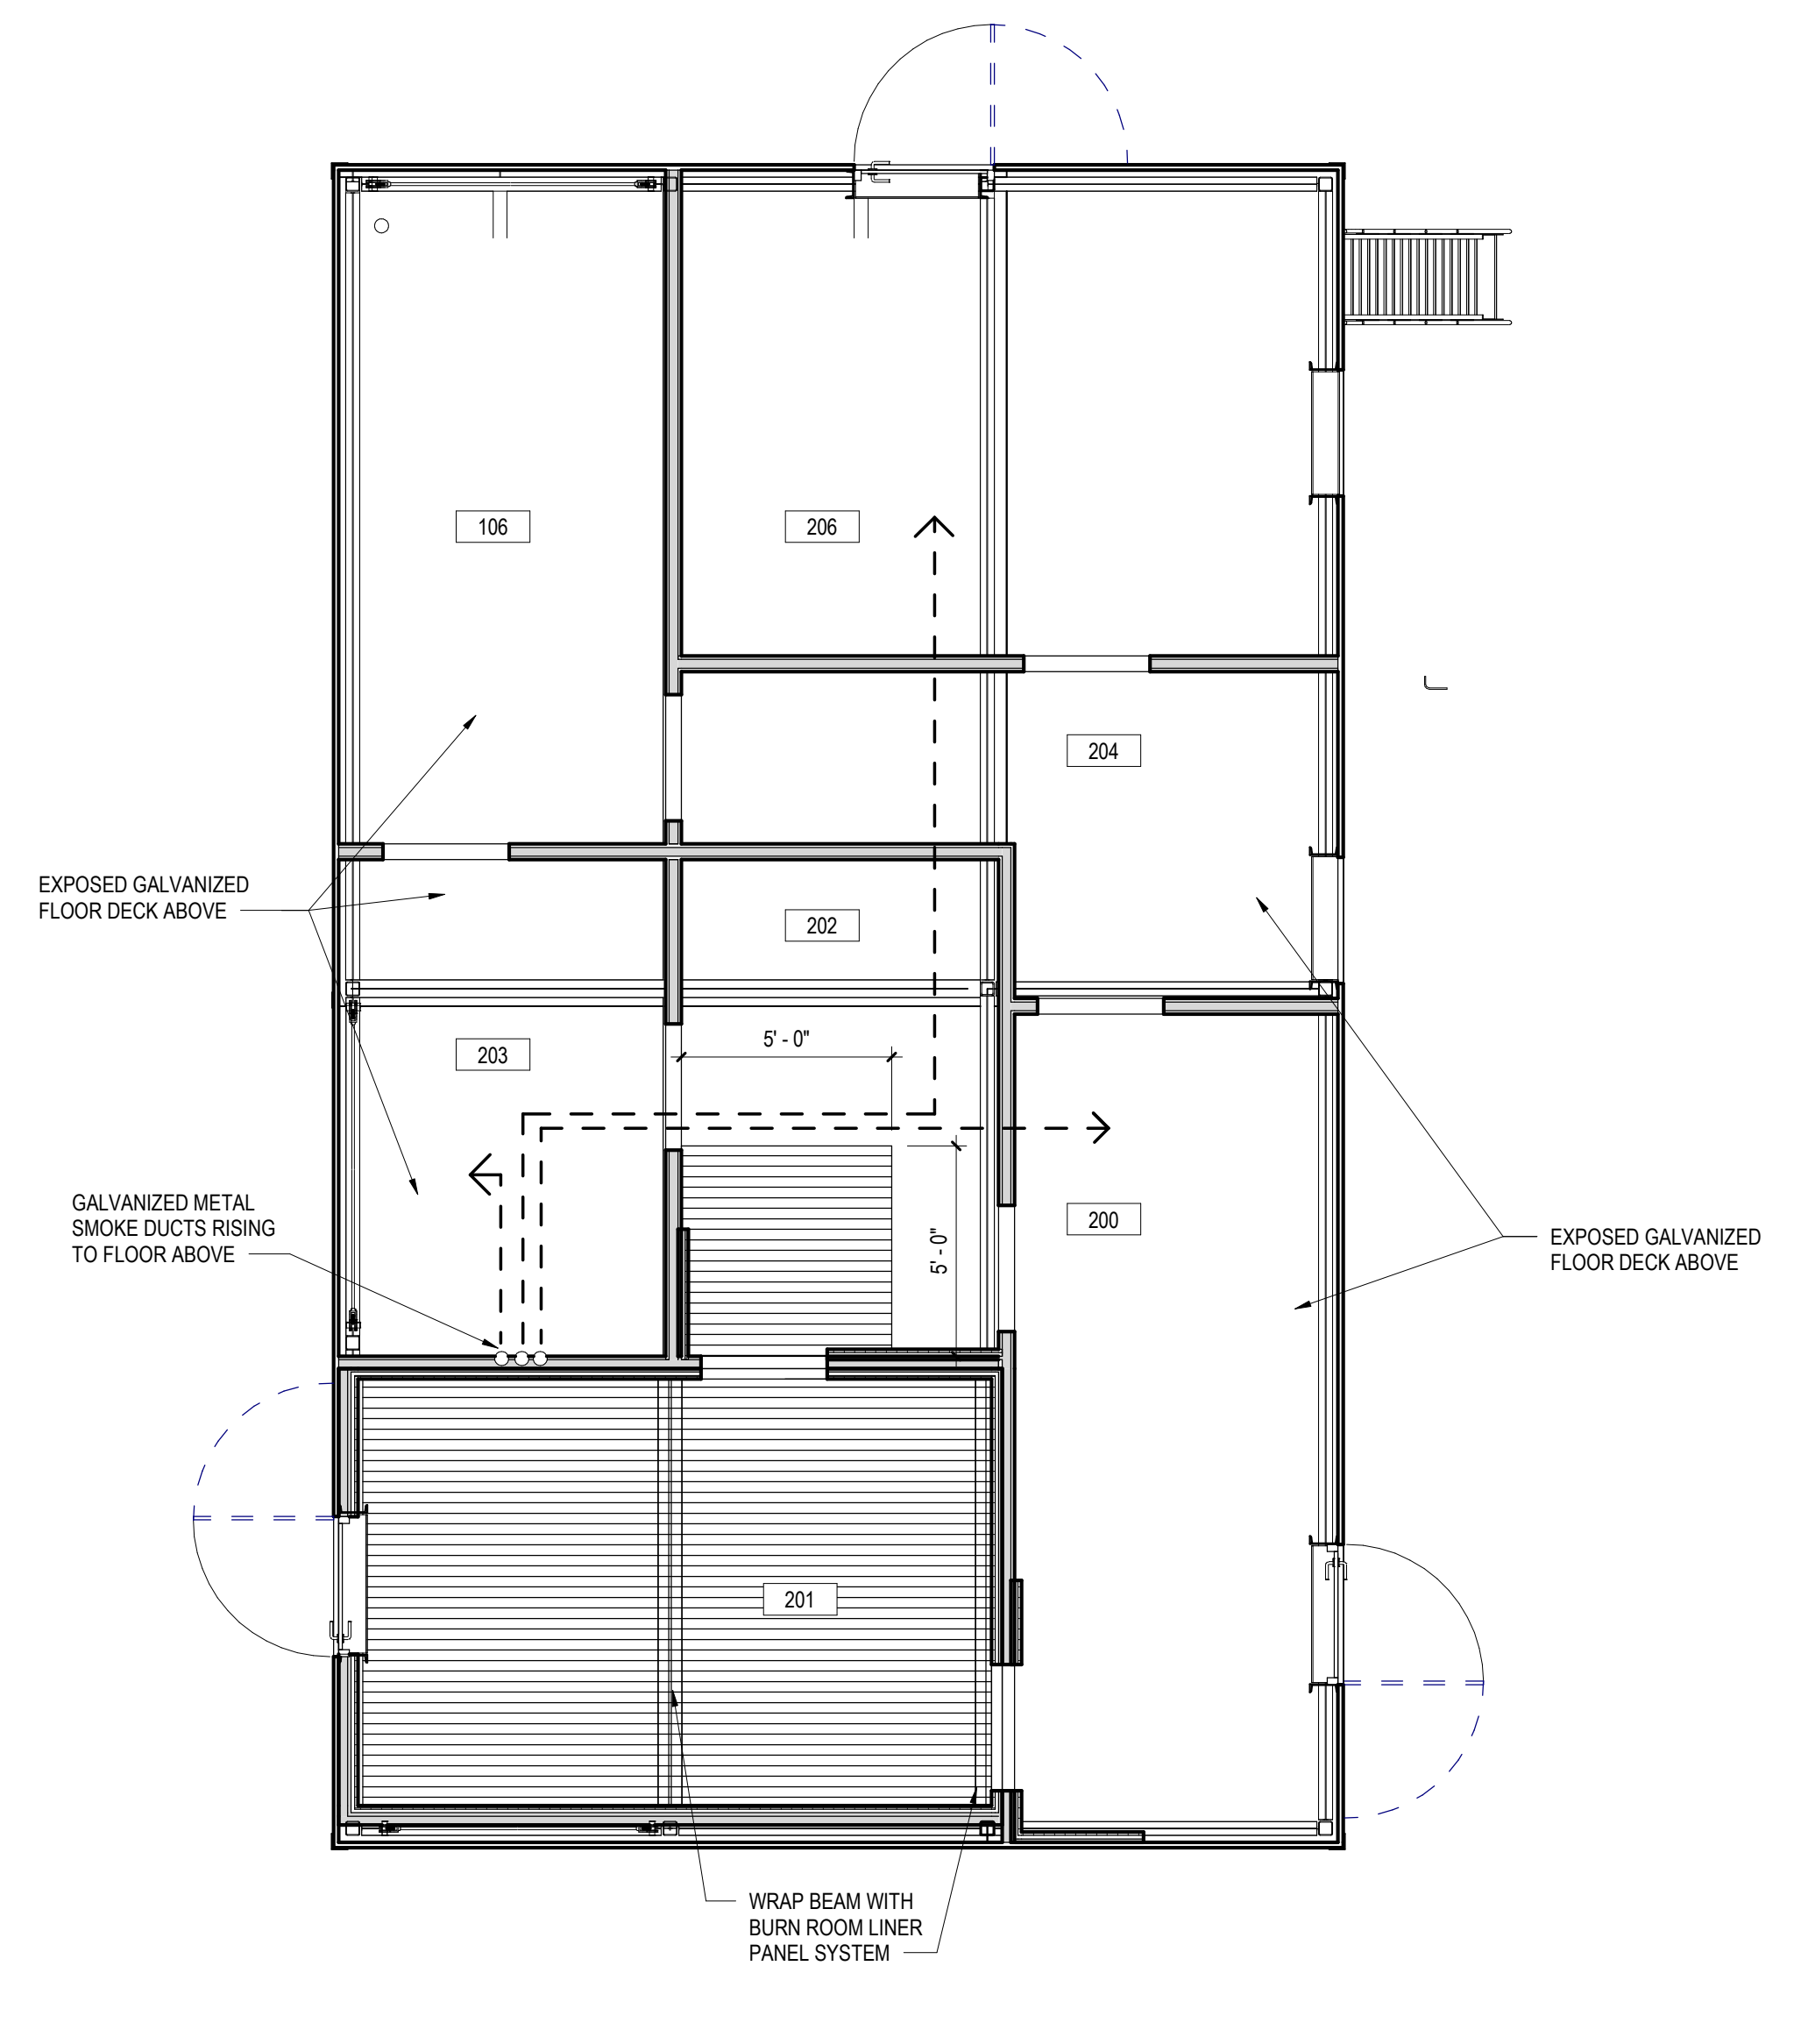 106
206
204
EXPOSED GALVANIZED
FLOOR DECK ABOVE
202
203
5' - 0"
GALVANIZED METAL
SMOKE DUCTS RISING
TO FLOOR ABOVE
200
5' - 0"
EXPOSED GALVANIZED
FLOOR DECK ABOVE
201
WRAP BEAM WITH
BURN ROOM LINER
PANEL SYSTEM